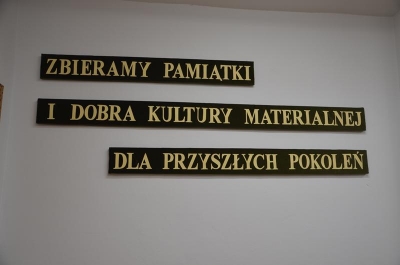 ZBIERAMY PAMIĄTKI
I DOBRA KULTURY MATERIALNEJ
DLA PRZYSZŁYCH POKOLEŃ